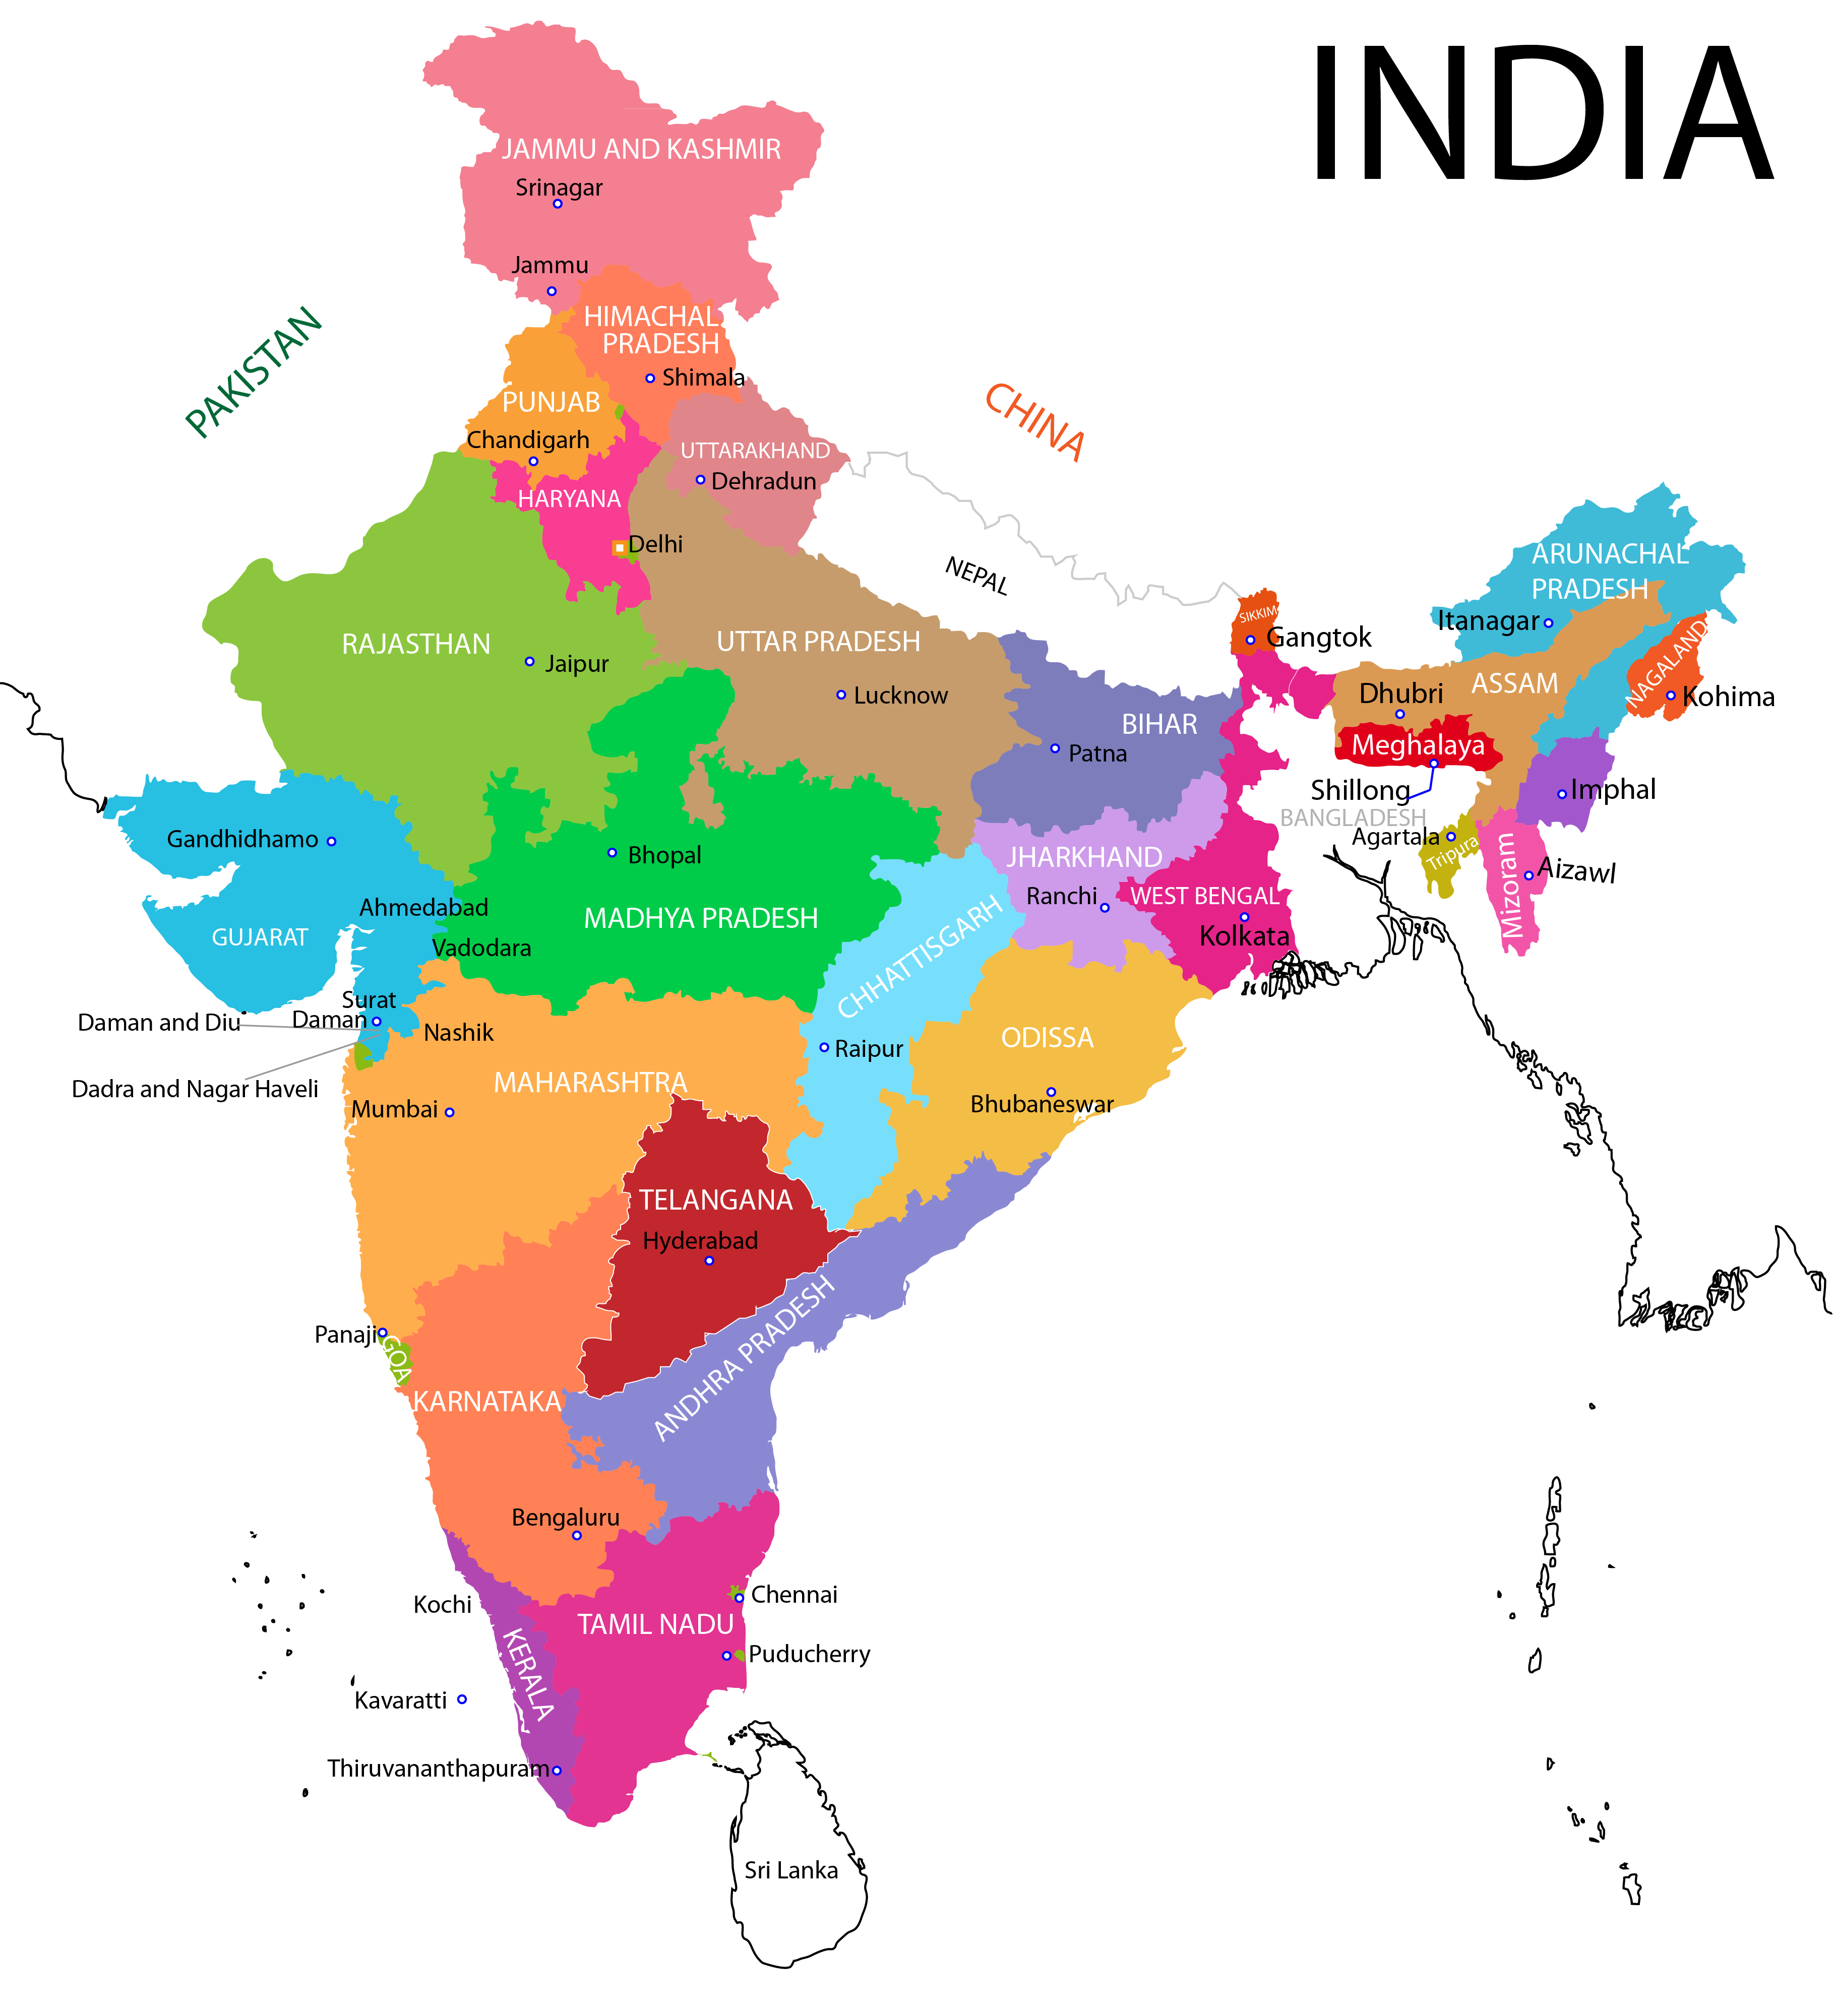 INDIA
JAMMU AND KASHMIR
Srinagar
Jammu
HIMACHAL
PRADESH
Shimala
PAKISTAN
CHINA
PUNJAB
Chandigarh
UTTARAKHAND
Dehradun
HARYANA
Delhi
NEPAL
ARUNACHAL
PRADESH
Itanagar
SIKKIM
Gangtok
RAJASTHAN
Jaipur
UTTAR PRADESH
Lucknow
BIHAR
Patna
ASSAM
Dhubri
NAGALAND
Kohima
Meghalaya
Shillong
BANGLADESH
Imphal
Agartala
Tripura
Mizoram
Aizawl
Gandhidhamo
Bhopal
JHARKHAND
Ranchi
WEST BENGAL
Kolkata
Ahmedabad
GUJARAT
Vadodara
MADHYA PRADESH
CHHATTISGARH
Surat
Daman and Diu
Daman
Nashik
Raipur
ODISSA
Dadra and Nagar Haveli
MAHARASHTRA
Mumbai
Bhubaneswar
TELANGANA
Hyderabad
Panaji
GOA
ANDHRA PRADESH
KARNATAKA
Bengaluru
Kochi
Chennai
TAMIL NADU
KERALA
Puducherry
Kavaratti
Thiruvananthapuram
Sri Lanka